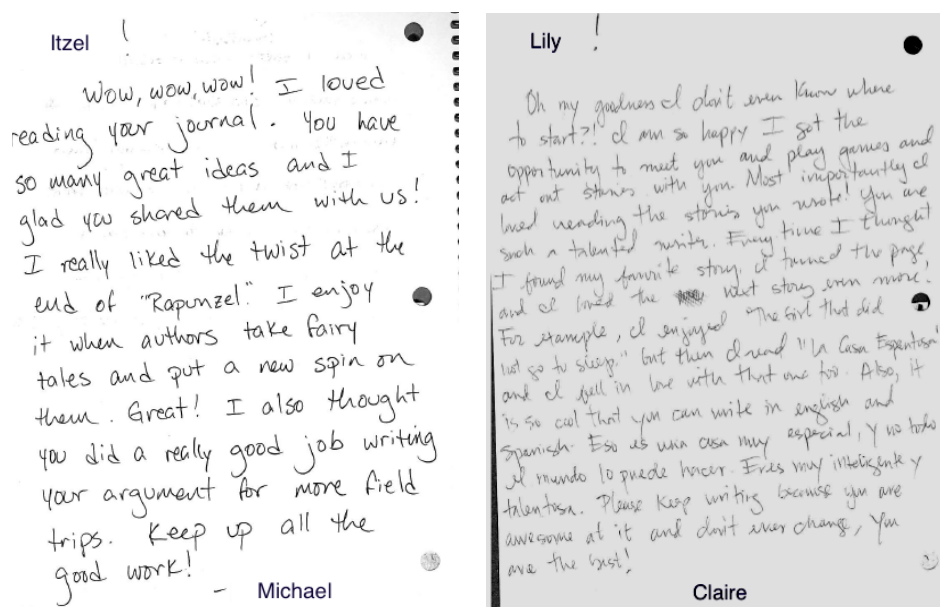 Itzel !
Wow, wow, wow! I loved
reading your journal. You have
so many great ideas and I
glad you shared them with us!
I really liked the twist at the
end of "Rapunzel." I enjoy
it when authors take fairy
tales and put a new spin on
them. Great! I also thought
you did a really good job writing
your argument for more field
trips. Keep up all the
good work!
- Michael
Lily !
Oh my goodness I don't even know where
to start?! I am so happy I got the
opportunity to meet you and play games and
act out stories with you. Most importantly I
loved reading the stories you wrote! You are
such a talented writer. Every time I thought
I found my favorite story, I turned the page,
and I loved the next story even more!
For example, I enjoyed "The Girl that did
not go to sleep." but then I read "La Casa Espantosa"
and I fell in love with that one too. Also, it
is so cool that you can write in english and
spanish. Eso es una cosa muy especial, y no todo
el mundo lo puede hacer. Eres muy inteligente y
talentosa. Please keep writing because you are
awesome at it and don't ever change, You
are the best!
Claire